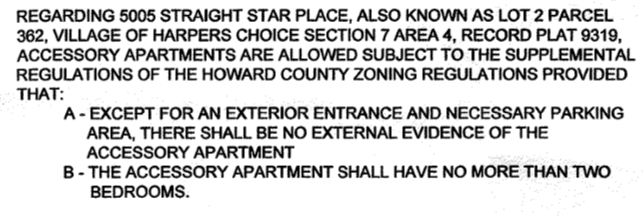 REGARDING 5005 STRAIGHT STAR PLACE, ALSO KNOWN AS LOT 2 PARCEL
362, VILLAGE OF HARPERS CHOICE SECTION 7 AREA 4, RECORD PLAT 9319,
ACCESSORY APARTMENTS ARE ALLOWED SUBJECT TO THE SUPPLEMENTAL
REGULATIONS OF THE HOWARD COUNTY ZONING REGULATIONS PROVIDED
THAT:
A - EXCEPT FOR AN EXTERIOR ENTRANCE AND NECESSARY PARKING
AREA, THERE SHALL BE NO EXTERNAL EVIDENCE OF THE
ACCESSORY APARTMENT
B - THE ACCESSORY APARTMENT SHALL HAVE NO MORE THAN TWO
BEDROOMS.